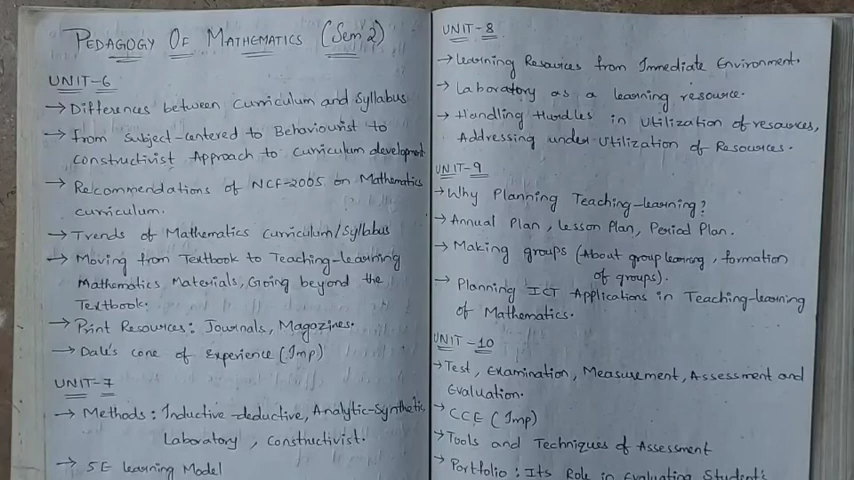 PEDAGOGY OF MATHEMATICS (Sem 2)
UNIT-6
→ Differences between Curriculum and Syllabus
→ From Subject-centered to Behaviourist to
constructivist Approach to Curriculum development
→ Recommendations of NCF-2005 on Mathematics
curriculum.
→ Trends of Mathematics Curriculum/Syllabus
→ Moving from Textbook to Teaching-learning
Mathematics Materials, Going beyond the
Textbook.
→ Print Resources: Journals, Magazines.
→ Dale's cone of Experience (Imp)
UNIT-7
→ Methods: Inductive-deductive, Analytic-Synthetic,
Laboratory, Constructivist.
→ 5E learning Model
UNIT-8
→ Learning Resources from Immediate Environment.
→ Laboratory as a learning resource.
→ Handling Hurdles in Utilization of resources,
Addressing under Utilization of Resources.
UNIT-9
→ Why Planning Teaching-learning?
→ Annual Plan, Lesson Plan, Period Plan.
→ Making groups (About group learning, formation
of groups).
→ Planning ICT Applications in Teaching-learning
of Mathematics.
UNIT-10
→ Test, Examination, Measurement, Assessment and
Evaluation.
→ CCE (Imp)
→ Tools and Techniques of Assessment
→ Portfolio: Its Role in Evaluating Student's